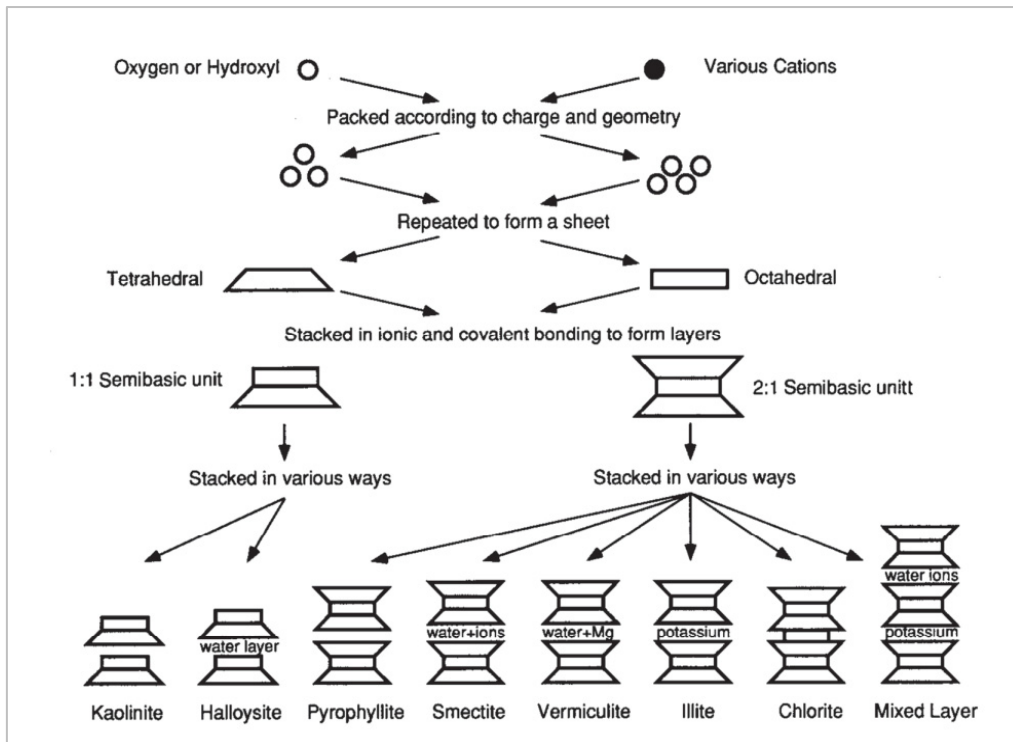 Oxygen or Hydroxyl
Various Cations
Packed according to charge and geometry
Repeated to form a sheet
Tetrahedral
Octahedral
Stacked in ionic and covalent bonding to form layers
1:1 Semibasic unit
2:1 Semibasic unitt
Stacked in various ways
Stacked in various ways
water ions
water layer
water+ions
water+Mg
potassium
potassium
Kaolinite
Halloysite
Pyrophyllite
Smectite
Vermiculite
Illite
Chlorite
Mixed Layer